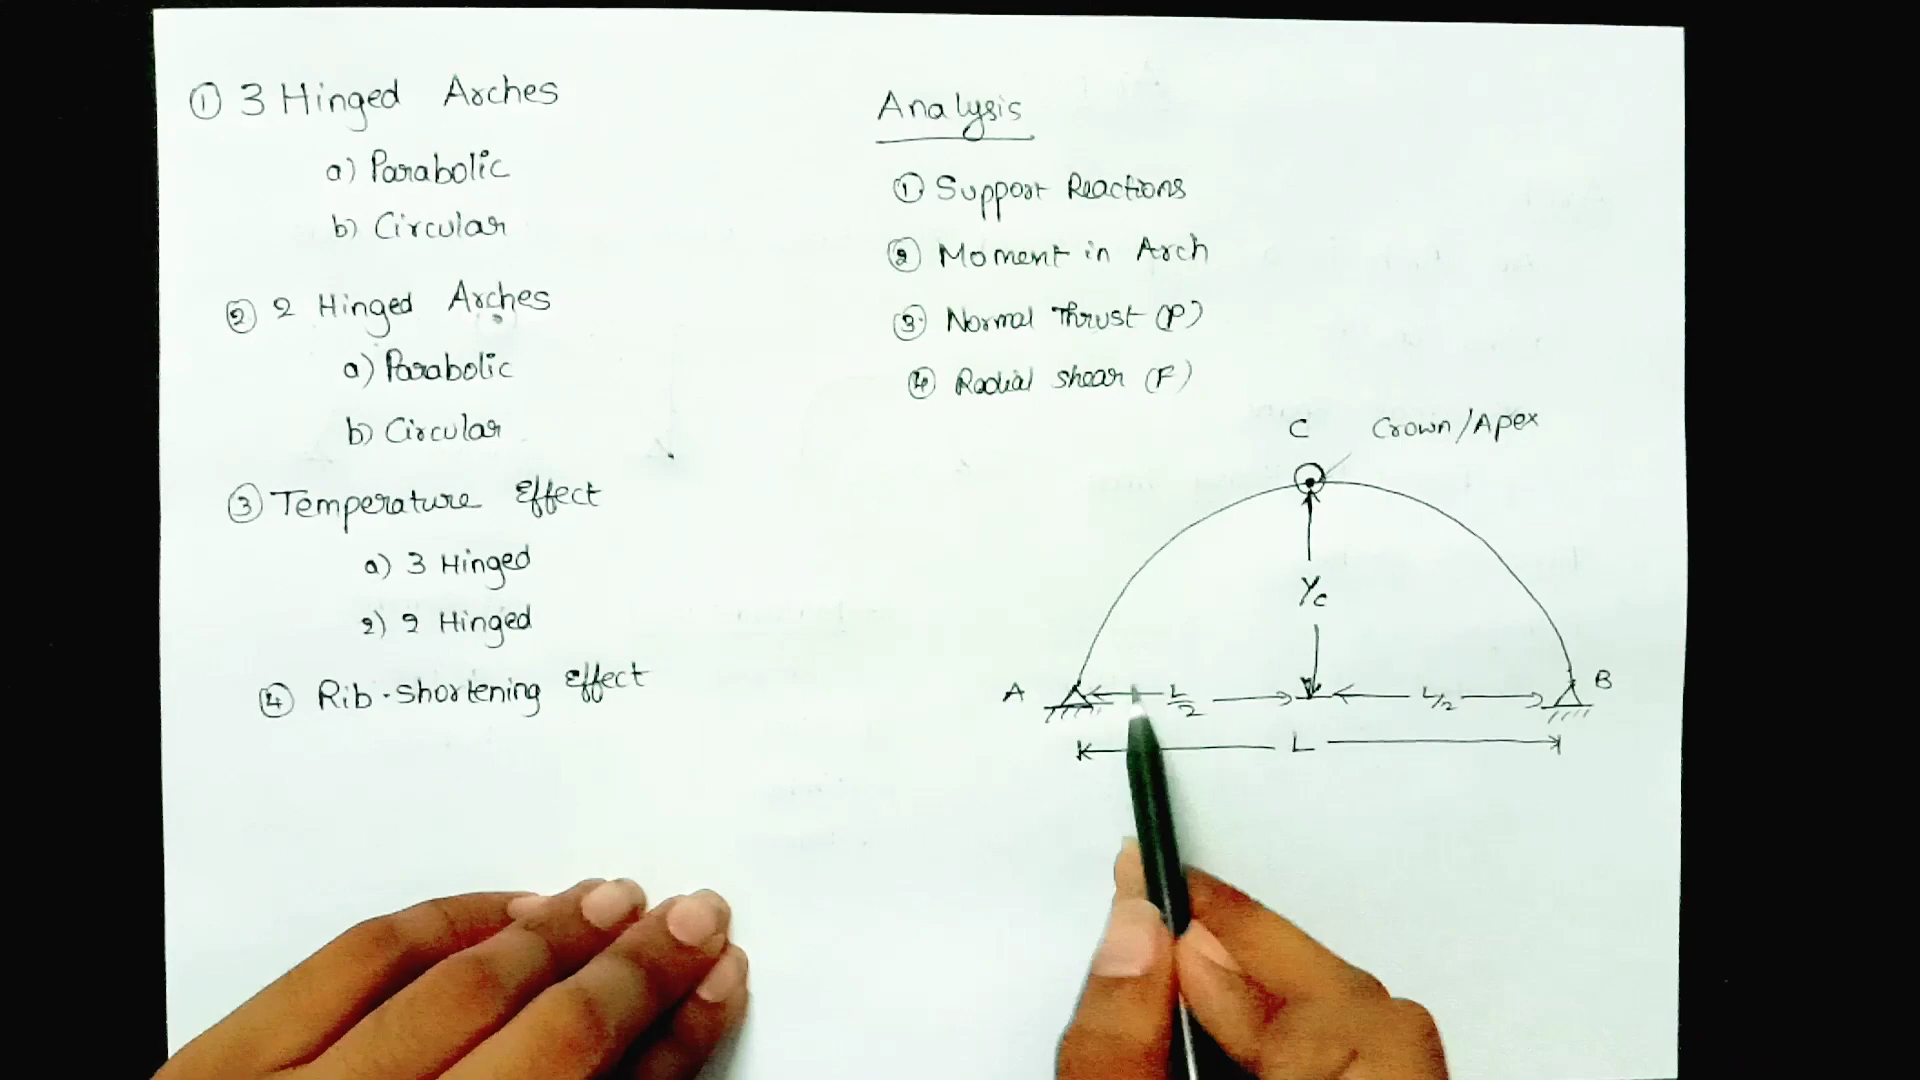 ① 3 Hinged Arches
a) Parabolic
b) Circular
② 2 Hinged Arches
a) Parabolic
b) Circular
③ Temperature Effect
a) 3 Hinged
2) 2 Hinged
④ Rib-Shortening Effect
Analysis
① Support Reactions
② Moment in Arch
③ Normal Thrust (P)
④ Radial shear (F)
C Crown/Apex
Yc
A L/2 L/2 B
L